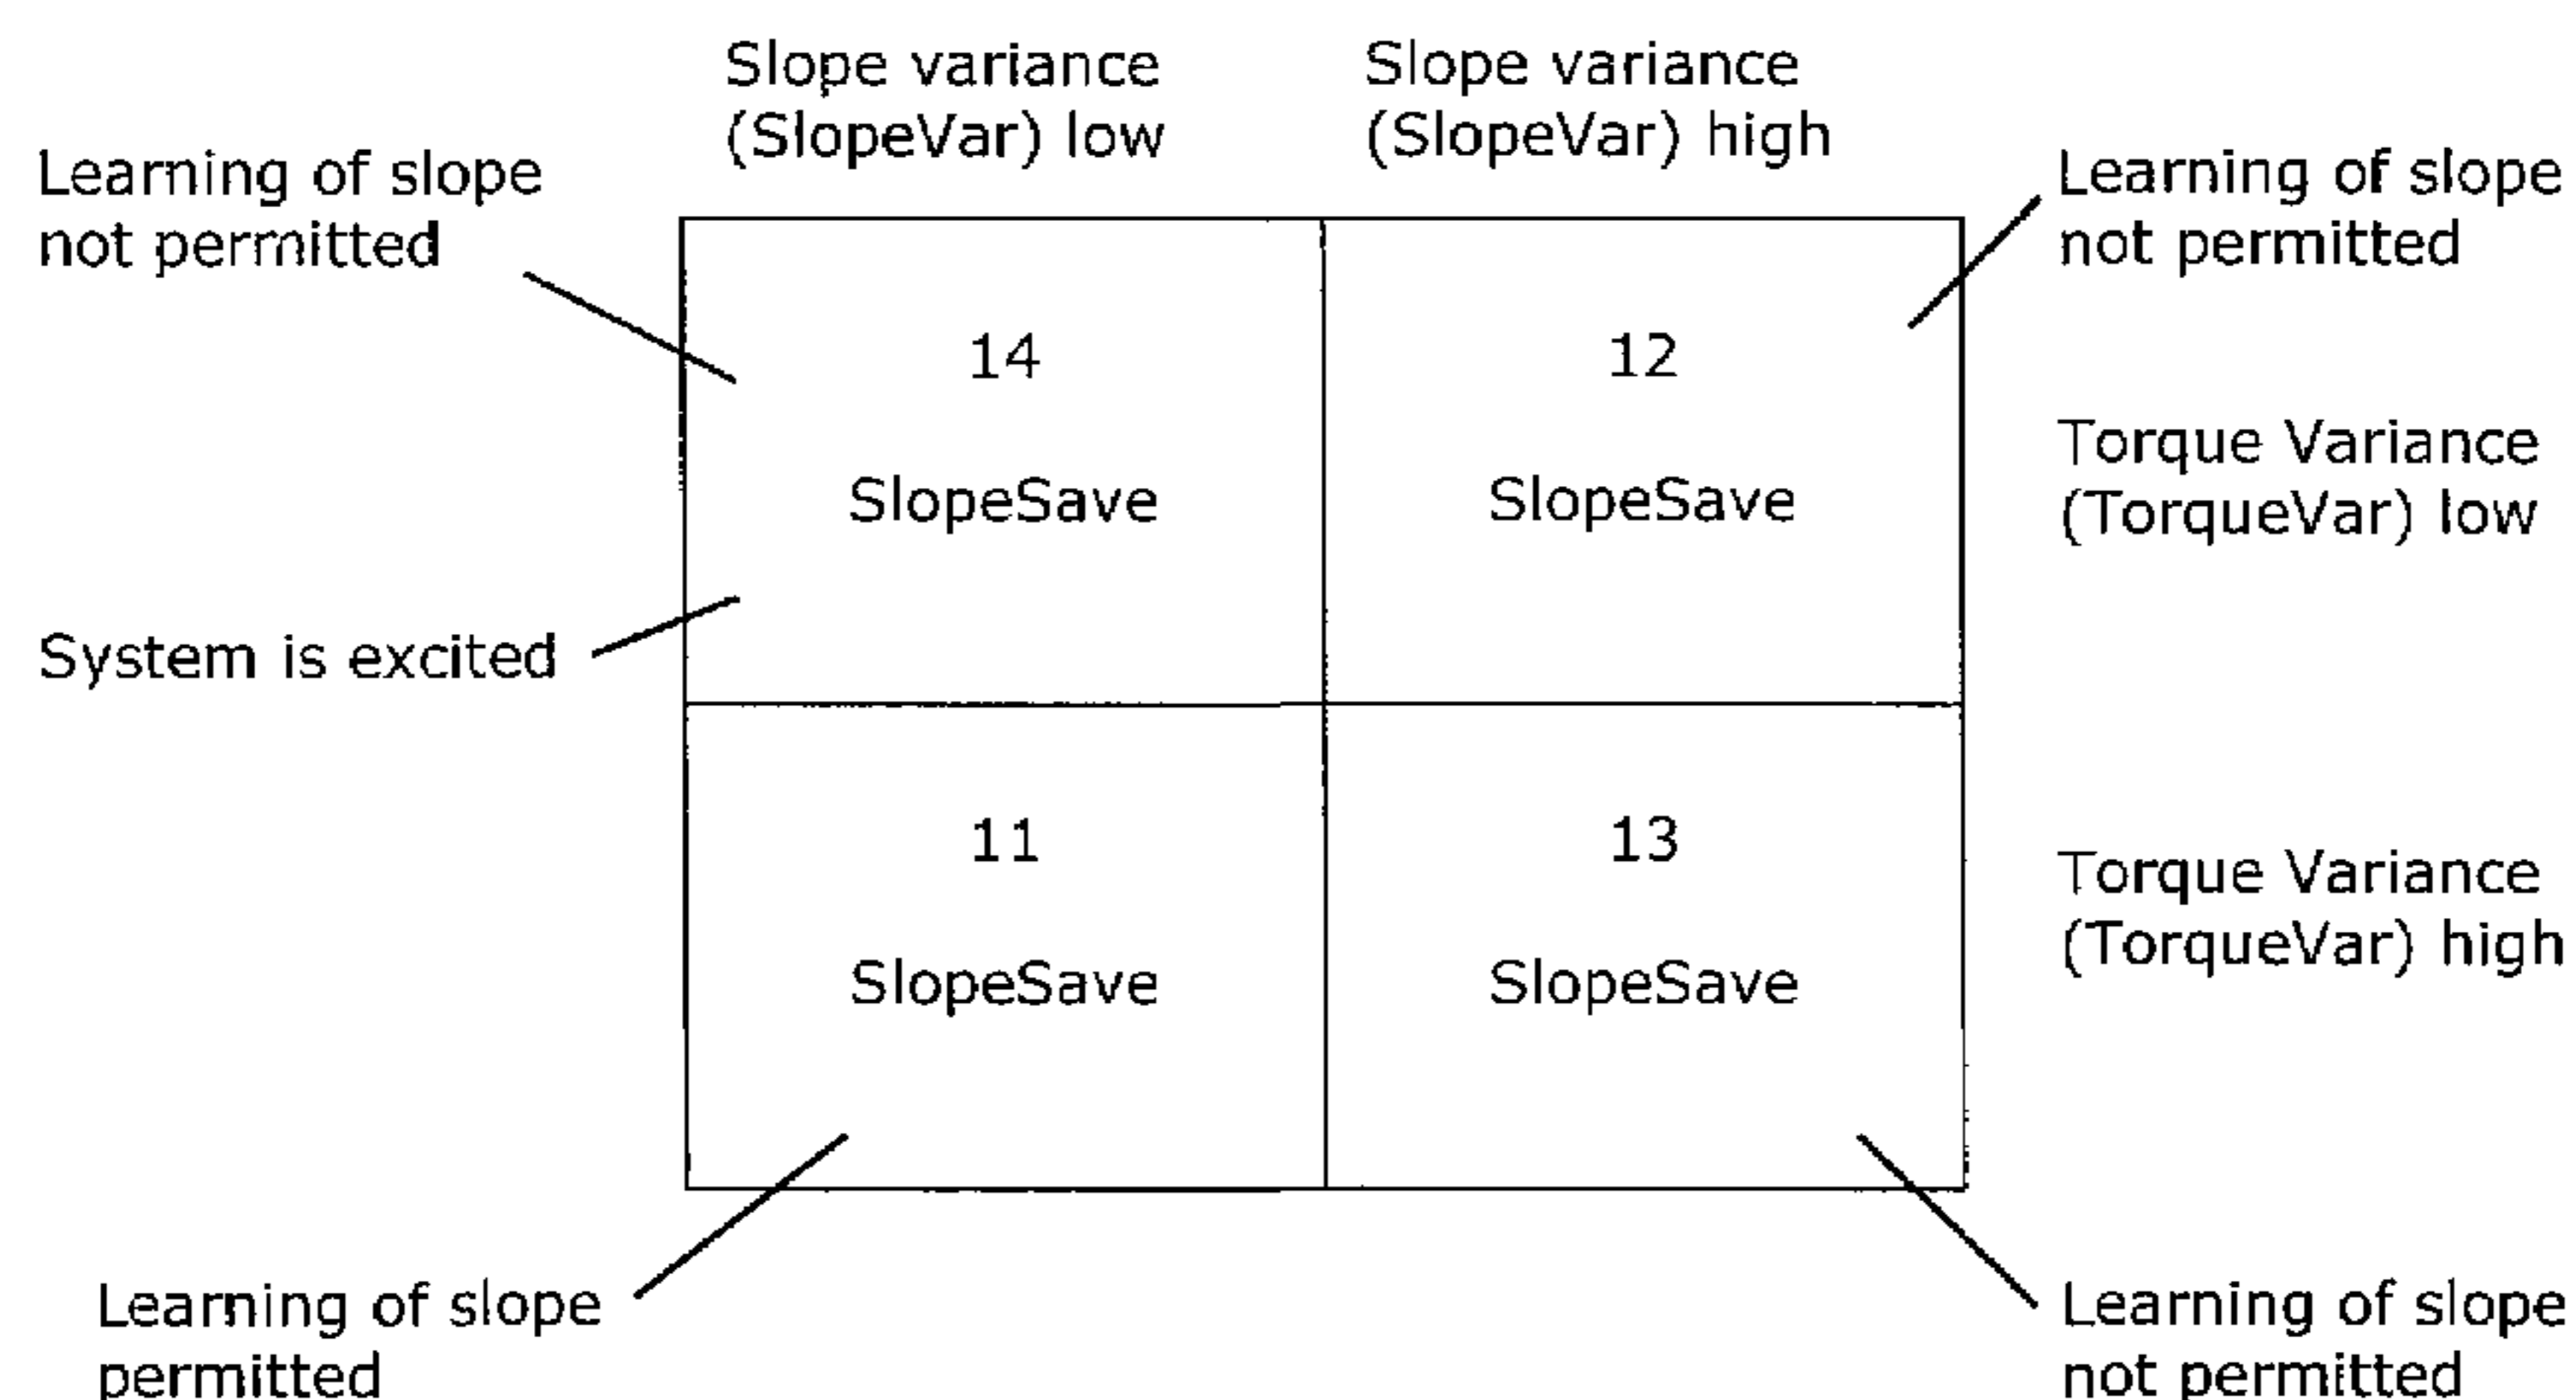 Slope variance
(SlopeVar) low
Slope variance
(SlopeVar) high
Learning of slope
not permitted
Learning of slope
not permitted
14
SlopeSave
12
SlopeSave
Torque Variance
(TorqueVar) low
System is excited
11
SlopeSave
13
SlopeSave
Torque Variance
(TorqueVar) high
Learning of slope
permitted
Learning of slope
not permitted